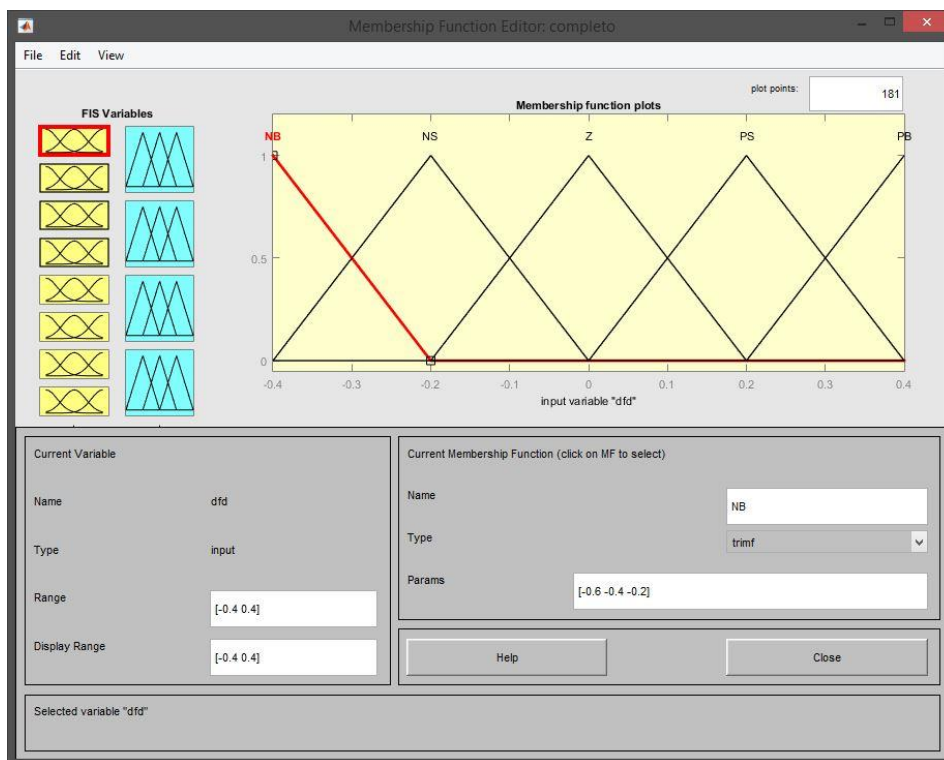 Membership Function Editor: completo
File Edit View
plot points: 181
FIS Variables
Membership function plots
NB NS Z PS PB
1
0.5
0
-0.4 -0.3 -0.2 -0.1 0 0.1 0.2 0.3 0.4
input variable "dfd"
Current Variable
Name dfd
Type input
Range [-0.4 0.4]
Display Range [-0.4 0.4]
Current Membership Function (click on MF to select)
Name NB
Type trimf
Params [-0.6 -0.4 -0.2]
Help Close
Selected variable "dfd"